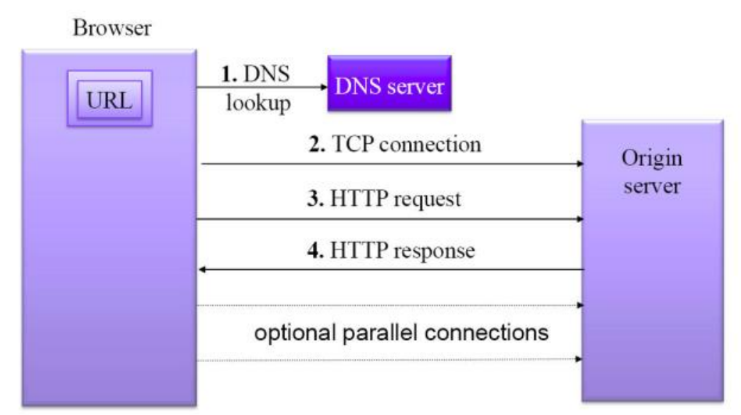 Browser
URL
1. DNS
lookup
DNS server
2. TCP connection
Origin
server
3. HTTP request
4. HTTP response
optional parallel connections